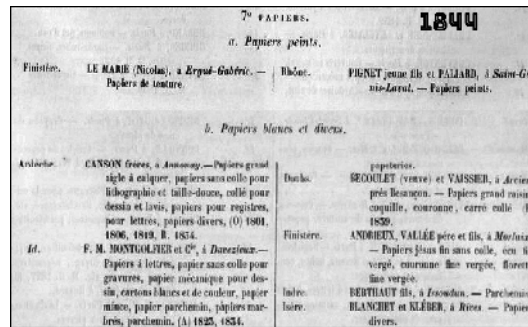 7° PAPIERS.
1844
a. Papiers peints.
Finistère. LE MARIÉ (Nicolas), à Ergué-Gabéric. —
Papiers de tenture.
Rhône. PIGNET jeune fils et PALIARD, à Saint-G
nis-Laval. — Papiers peints.
b. Papiers blancs et divers.
Ardèche. CANSON frères, à Annonay. — Papiers grand
aigle à calquer, papiers sans colle pour
lithographie et taille-douce, collé pour
dessin et lavis, papiers pour registres,
pour lettres, papiers divers, (O) 1801,
1806, 1819, R. 1834.
Id. F. M. MONTGOLFIER et Cie, à Davezieux. —
Papiers à lettres, papier sans colle pour
gravures, papier mécanique pour des-
sin, cartons blancs et de couleur, papier
mince, papier parchemin, papiers mar-
brés, parchemin, (A) 1823, 1834.
papeteries.
Doubs. BECOULET (veuve) et VAISSIER, à Arcier
près Besançon. — Papiers grand raisin
coquille, couronne, carré collé
1839.
Finistère. ANDRIEUX, VALLÉE père et fils, à Morlaix
— Papiers jésus fin sans colle, écu fi
vergé, couronne fine vergée, floret
fine vergée.
Indre. BERTHAUT fils, à Issoudun. — Parchemin
Isère. BLANCHET et KLÉBER, à Rives — Papie
divers.